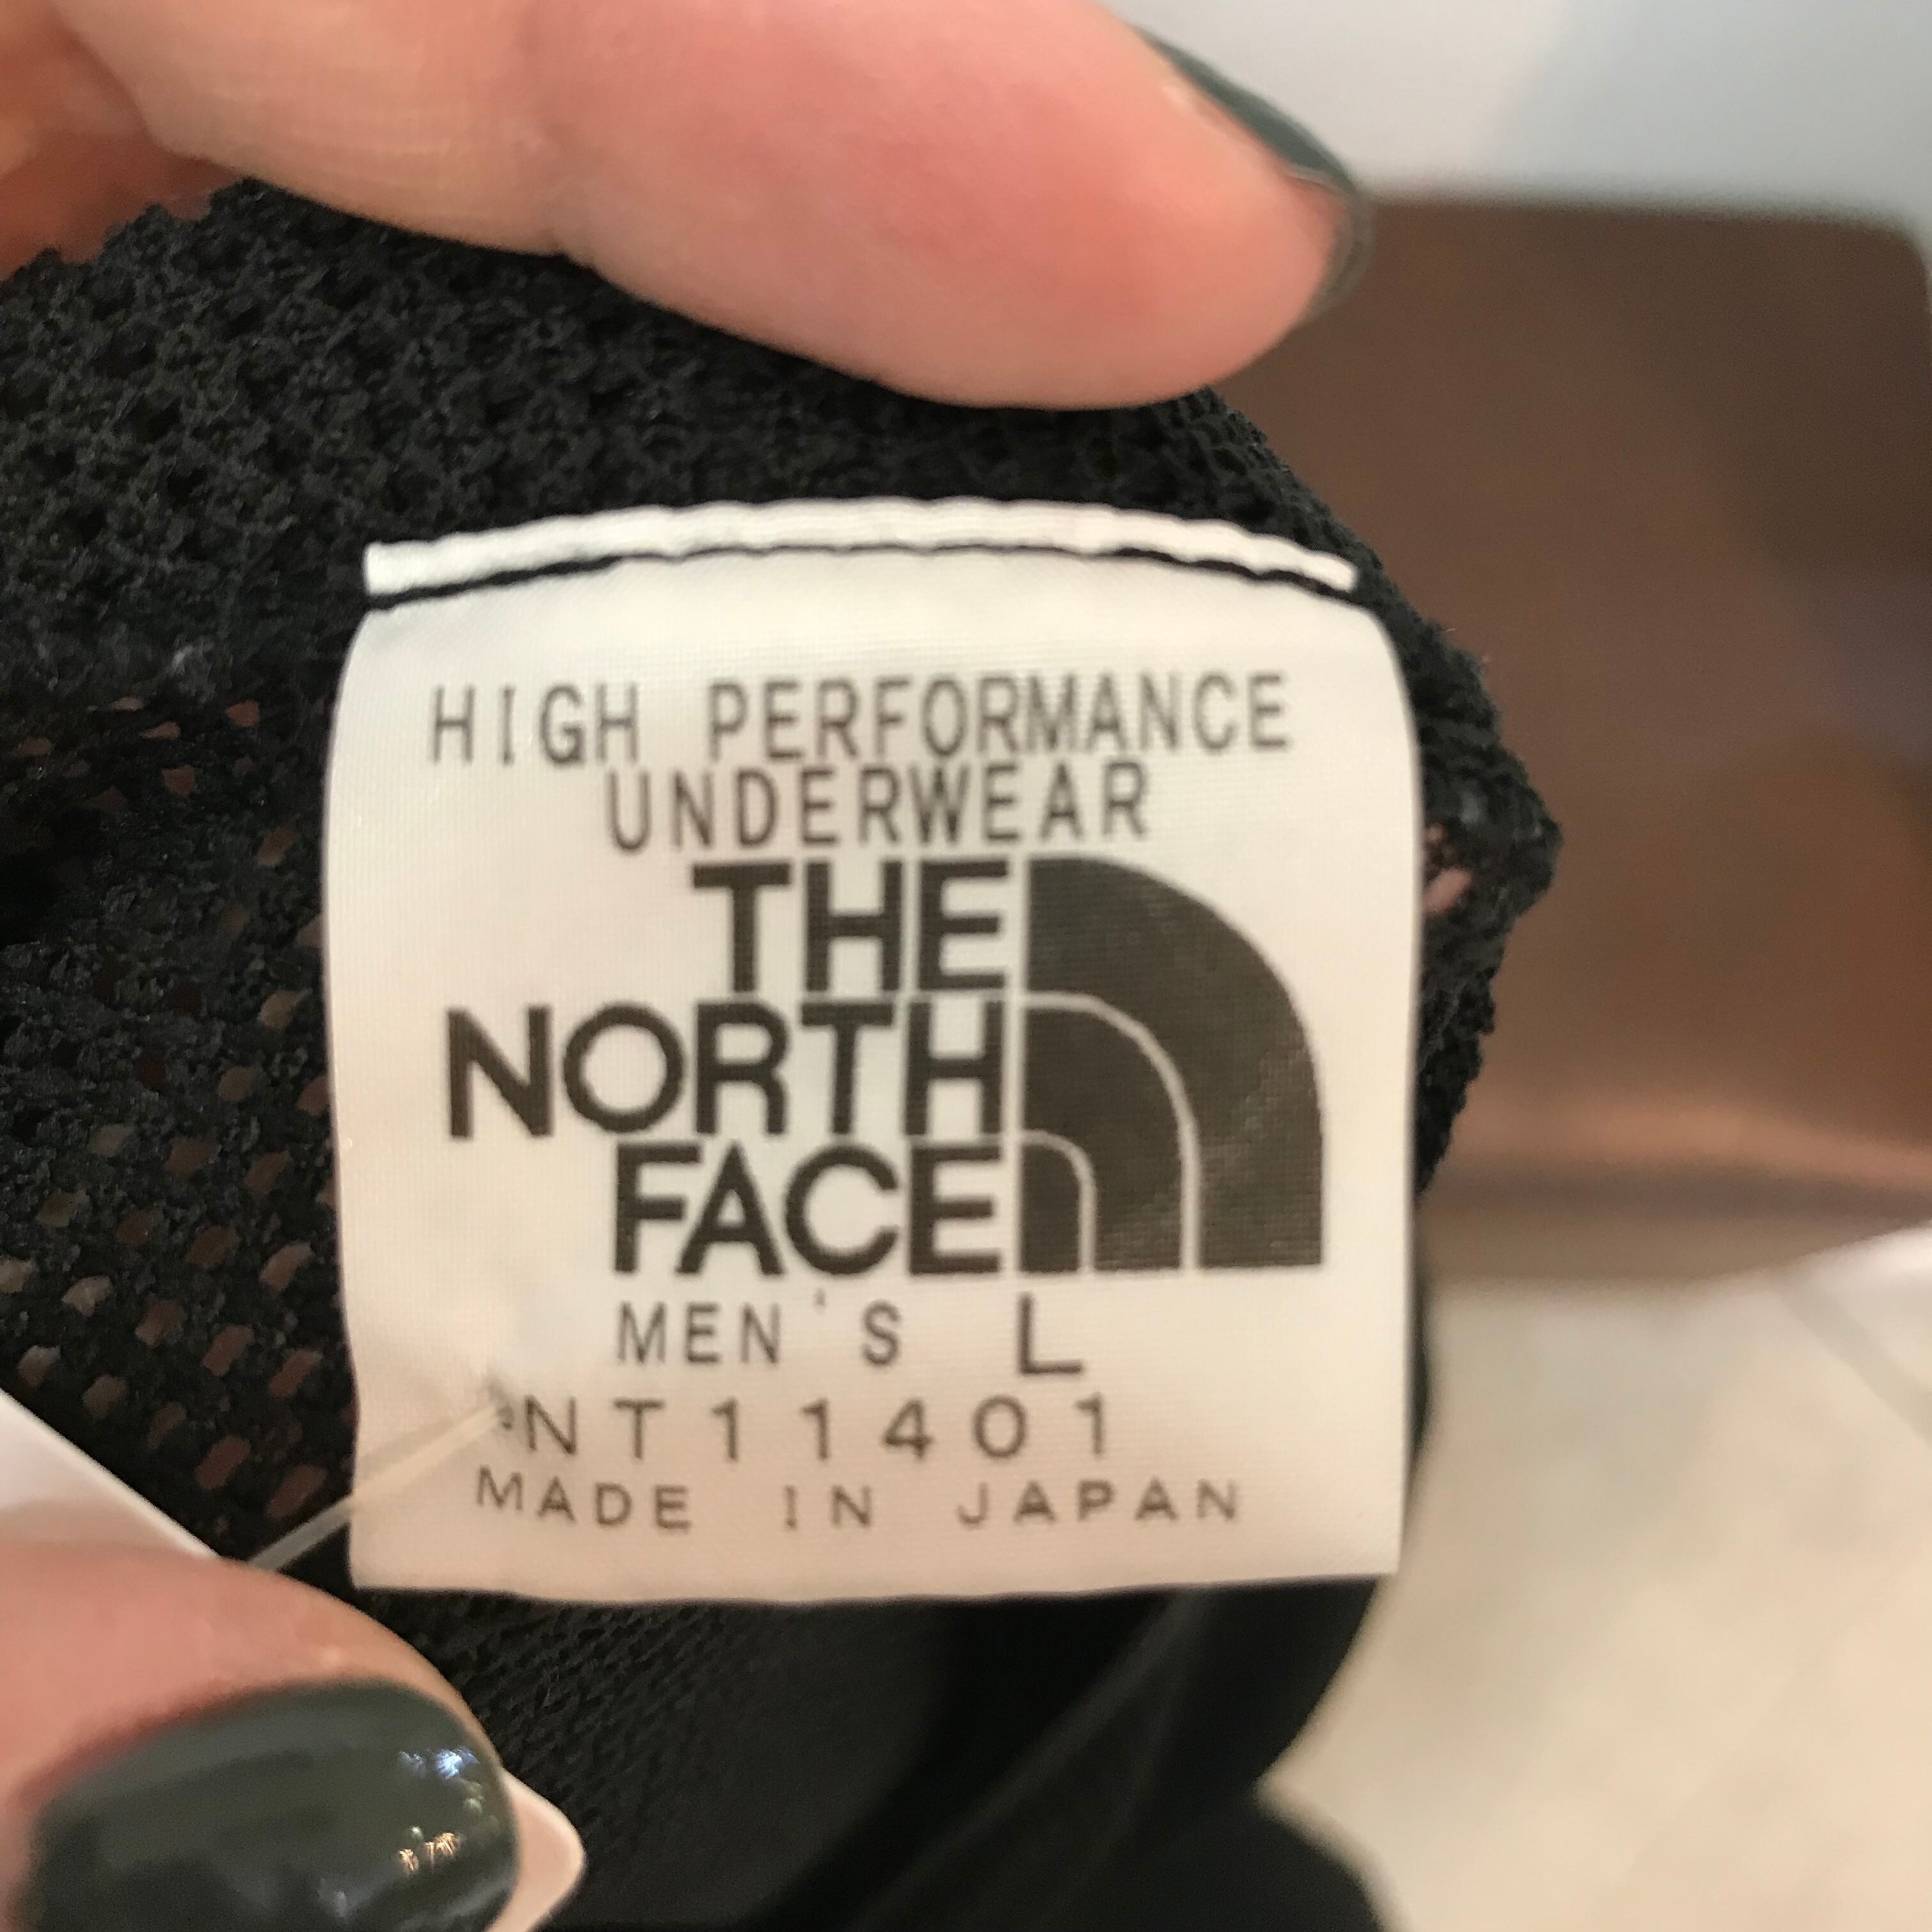 HIGH PERFORMANCE
UNDERWEAR
THE
NORTH
FACE
MEN'S L
NT11401
MADE IN JAPAN